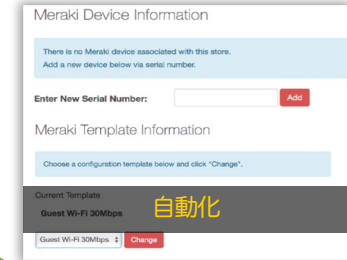 Meraki Device Information
There is no Meraki device associated with this store.
Add a new device below via serial number.
Enter New Serial Number:
Add
Meraki Template Information
Choose a configuration template below and click "Change".
Current Template
自動化
Guest Wi-Fi 30Mbps
Guest Wi-Fi 30Mbps
Change